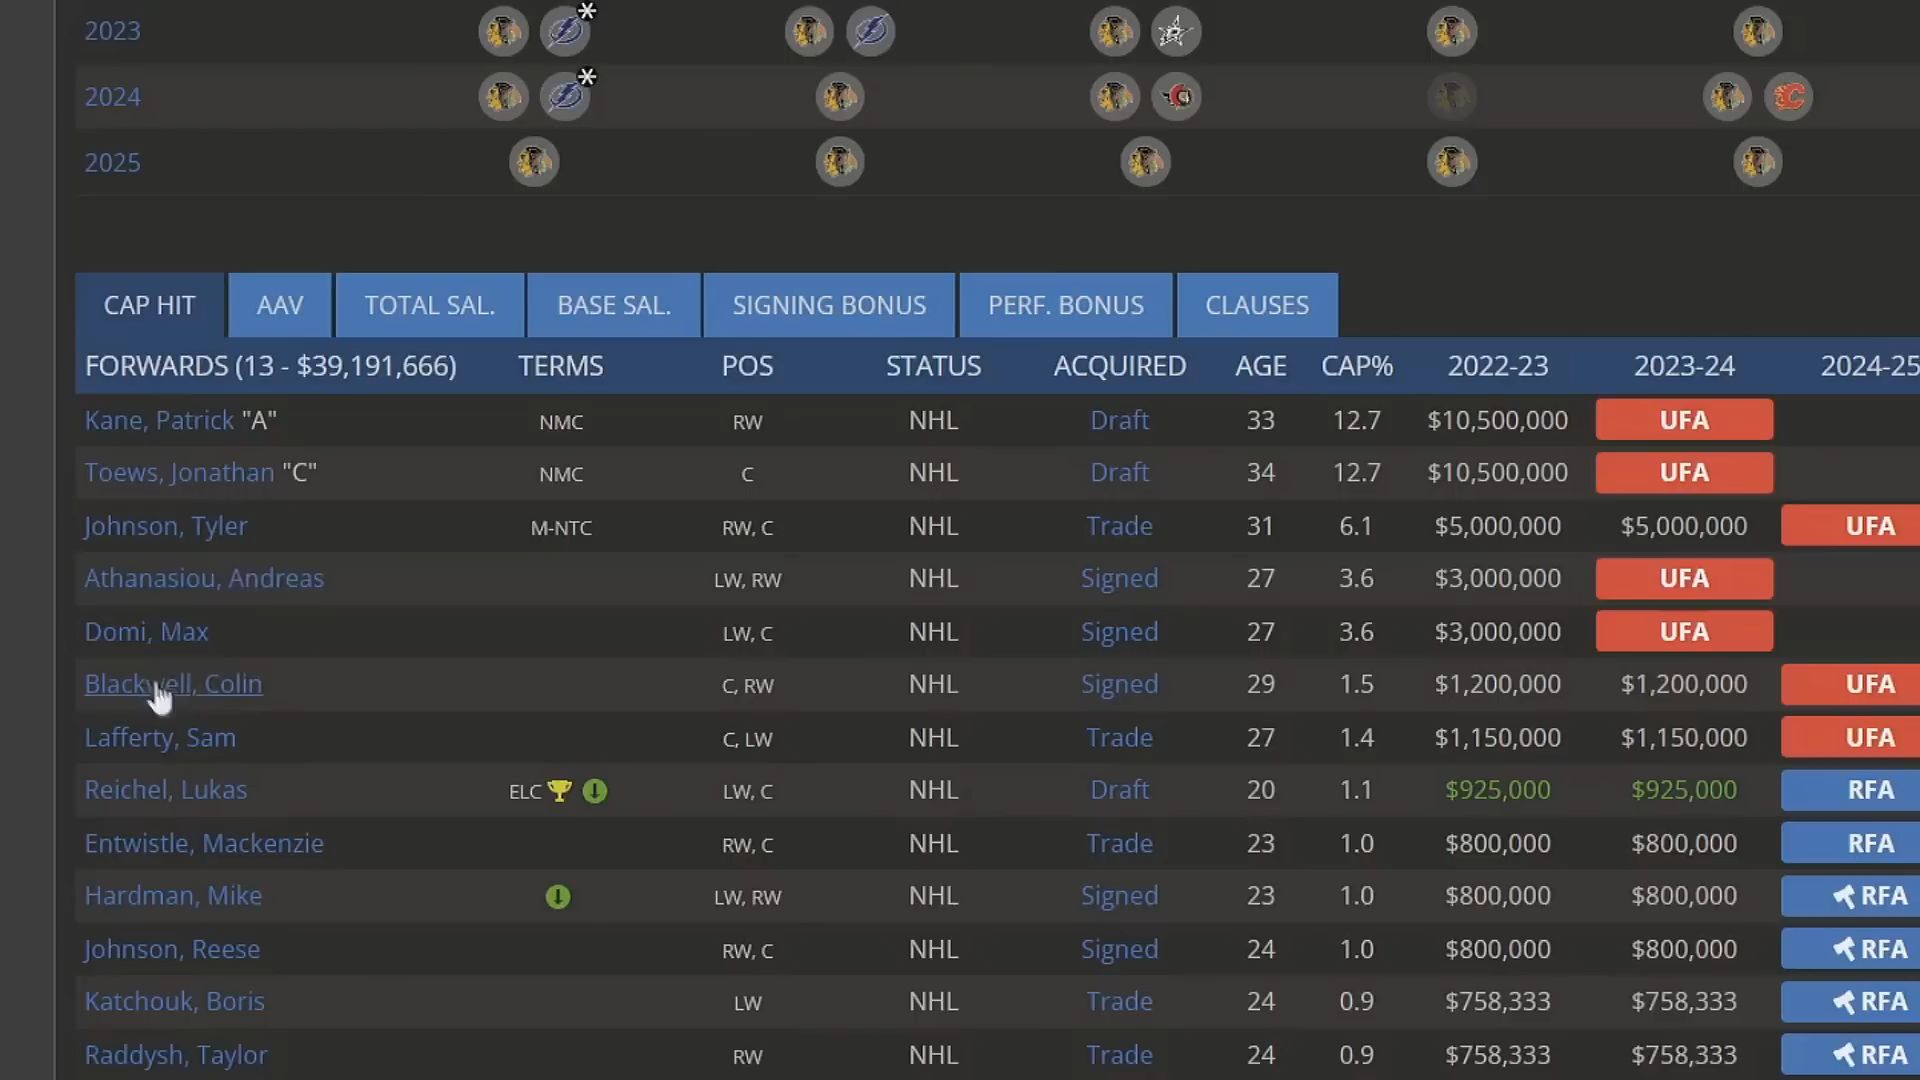 2023 * 
2024 *
2025
CAP HIT AAV TOTAL SAL. BASE SAL. SIGNING BONUS PERF. BONUS CLAUSES
FORWARDS (13 - $39,191,666) TERMS POS STATUS ACQUIRED AGE CAP% 2022-23 2023-24 2024-25
Kane, Patrick "A" NMC RW NHL Draft 33 12.7 $10,500,000 UFA
Toews, Jonathan "C" NMC C NHL Draft 34 12.7 $10,500,000 UFA
Johnson, Tyler M-NTC RW, C NHL Trade 31 6.1 $5,000,000 $5,000,000 UFA
Athanasiou, Andreas LW, RW NHL Signed 27 3.6 $3,000,000 UFA
Domi, Max LW, C NHL Signed 27 3.6 $3,000,000 UFA
Blackwell, Colin C, RW NHL Signed 29 1.5 $1,200,000 $1,200,000 UFA
Lafferty, Sam C, LW NHL Trade 27 1.4 $1,150,000 $1,150,000 UFA
Reichel, Lukas ELC LW, C NHL Draft 20 1.1 $925,000 $925,000 RFA
Entwistle, Mackenzie RW, C NHL Trade 23 1.0 $800,000 $800,000 RFA
Hardman, Mike LW, RW NHL Signed 23 1.0 $800,000 $800,000 RFA
Johnson, Reese RW, C NHL Signed 24 1.0 $800,000 $800,000 RFA
Katchouk, Boris LW NHL Trade 24 0.9 $758,333 $758,333 RFA
Raddysh, Taylor RW NHL Trade 24 0.9 $758,333 $758,333 RFA